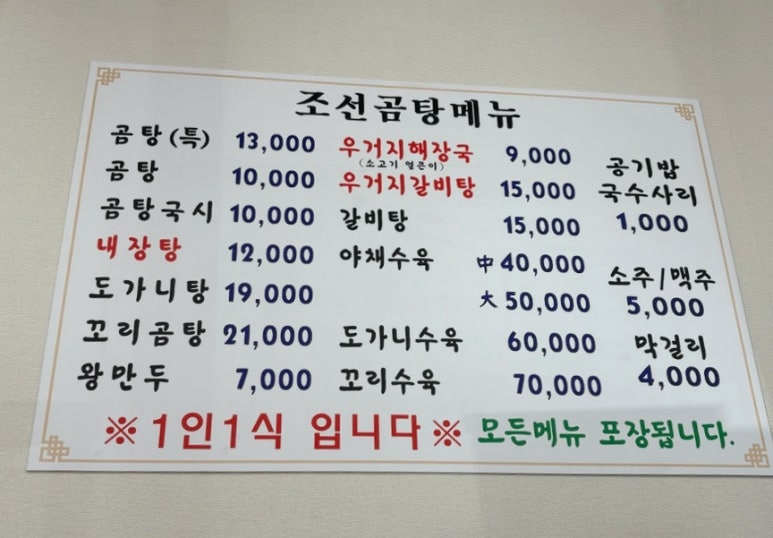 조선곰탕메뉴
곰탕(특) 13,000
곰탕 10,000
곰탕국시 10,000
내장탕 12,000
도가니탕 19,000
꼬리곰탕 21,000
왕만두 7,000
우거지해장국 9,000
(소고기 얼큰이)
우거지갈비탕 15,000
갈비탕 15,000
야채수육 中 40,000
大 50,000
도가니수육 60,000
꼬리수육 70,000
공기밥
국수사리
1,000
소주/맥주
5,000
막걸리
4,000
※1인1식 입니다※ 모든메뉴 포장됩니다.